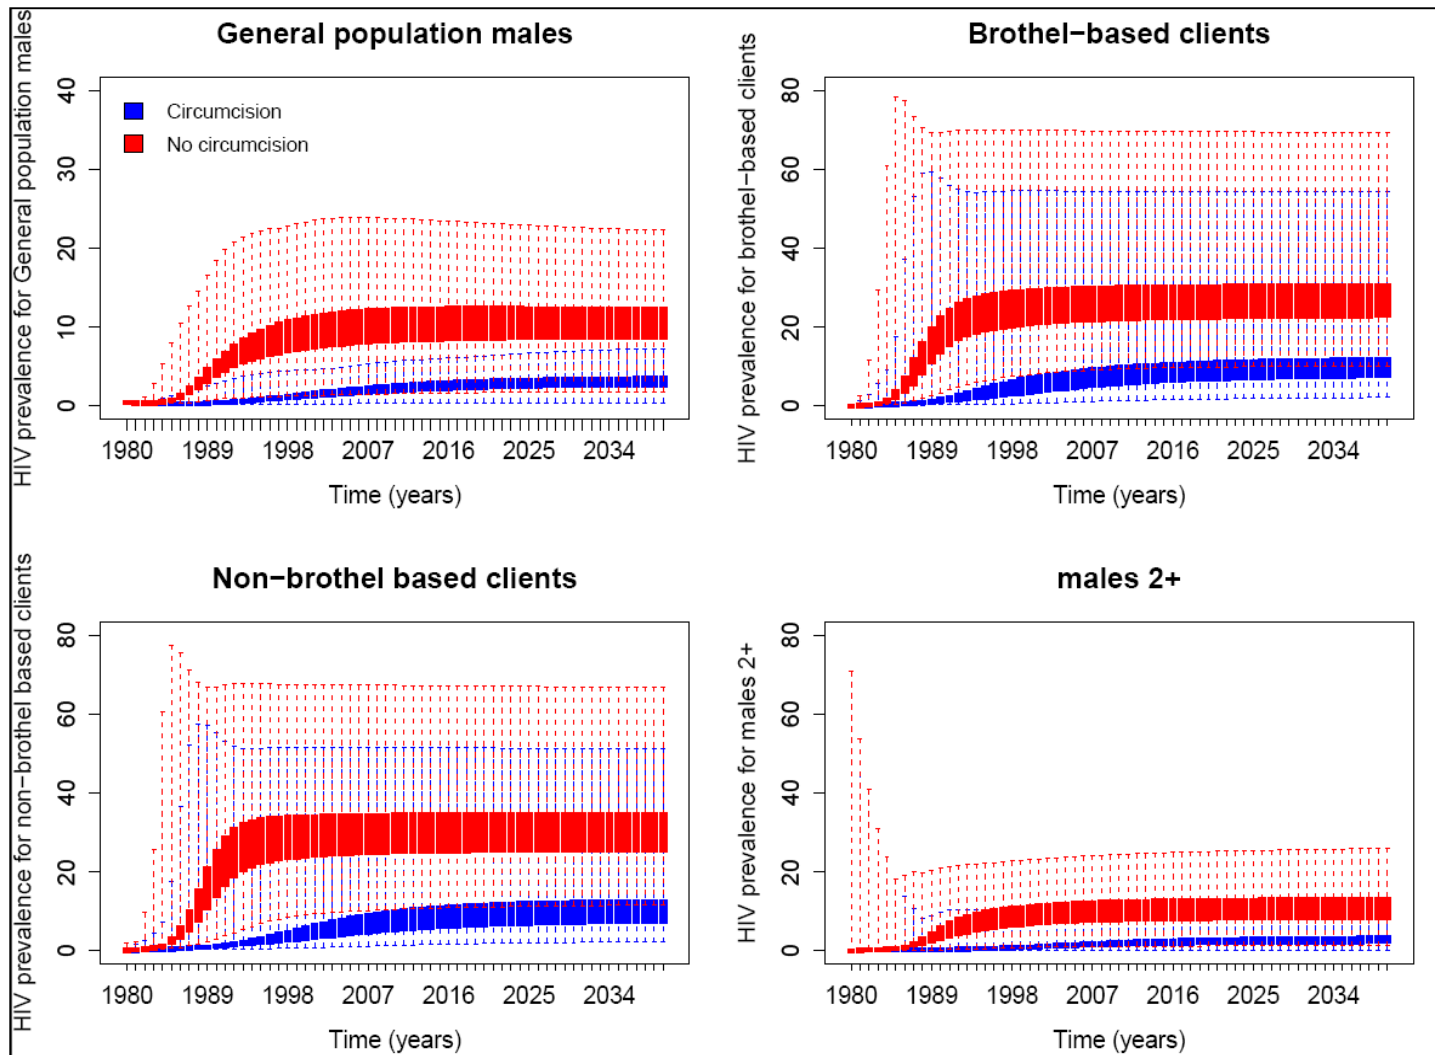 General population males
HIV prevalence for General population males
40
30
20
10
0
Circumcision
No circumcision
1980 1989 1998 2007 2016 2025 2034
Time (years)
Brothel−based clients
HIV prevalence for brothel−based clients
80
60
40
20
0
1980 1989 1998 2007 2016 2025 2034
Time (years)
Non−brothel based clients
HIV prevalence for non−brothel based clients
80
60
40
20
0
1980 1989 1998 2007 2016 2025 2034
Time (years)
males 2+
HIV prevalence for males 2+
80
60
40
20
0
1980 1989 1998 2007 2016 2025 2034
Time (years)